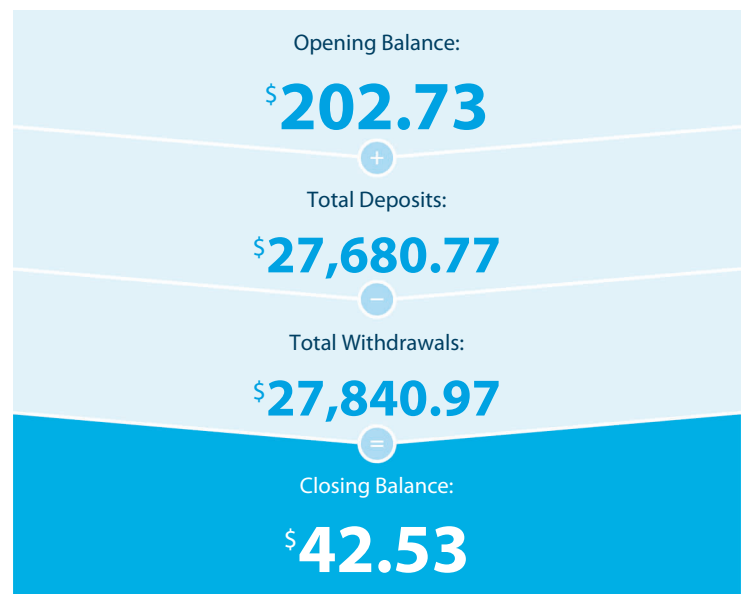 Opening Balance:
$202.73
+
Total Deposits:
$27,680.77
−
Total Withdrawals:
$27,840.97
=
Closing Balance:
$42.53